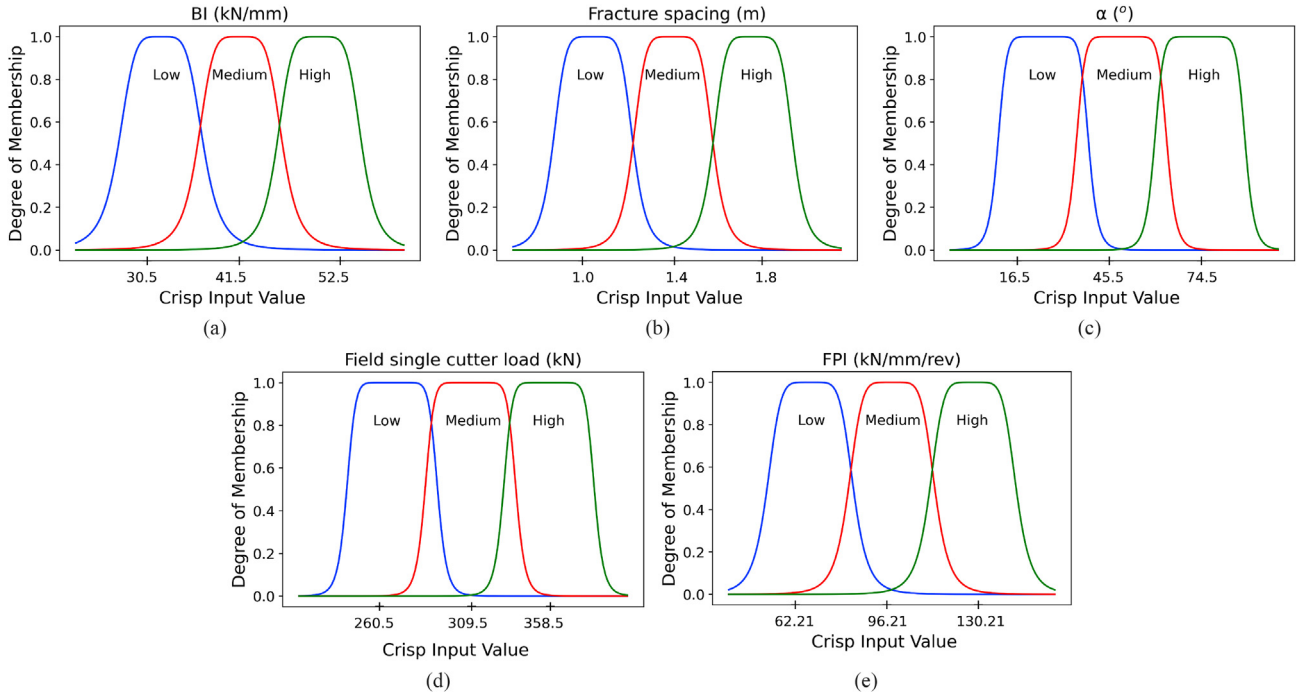 BI (kN/mm)
Degree of Membership
1.0
0.8
0.6
0.4
0.2
0.0
Low
Medium
High
30.5
41.5
52.5
Crisp Input Value
(a)
Fracture spacing (m)
Degree of Membership
1.0
0.8
0.6
0.4
0.2
0.0
Low
Medium
High
1.0
1.4
1.8
Crisp Input Value
(b)
α (°)
Degree of Membership
1.0
0.8
0.6
0.4
0.2
0.0
Low
Medium
High
16.5
45.5
74.5
Crisp Input Value
(c)
Field single cutter load (kN)
Degree of Membership
1.0
0.8
0.6
0.4
0.2
0.0
Low
Medium
High
260.5
309.5
358.5
Crisp Input Value
(d)
FPI (kN/mm/rev)
Degree of Membership
1.0
0.8
0.6
0.4
0.2
0.0
Low
Medium
High
62.21
96.21
130.21
Crisp Input Value
(e)